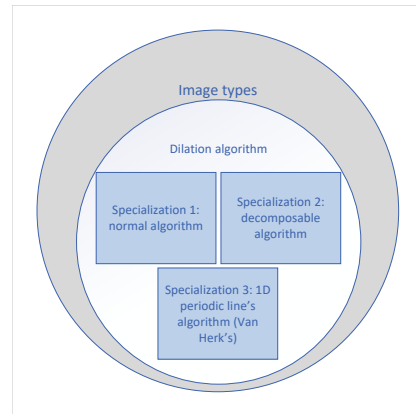 Image types
Dilation algorithm
Specialization 1:
normal algorithm
Specialization 2:
decomposable
algorithm
Specialization 3: 1D
periodic line's
algorithm (Van
Herk's)